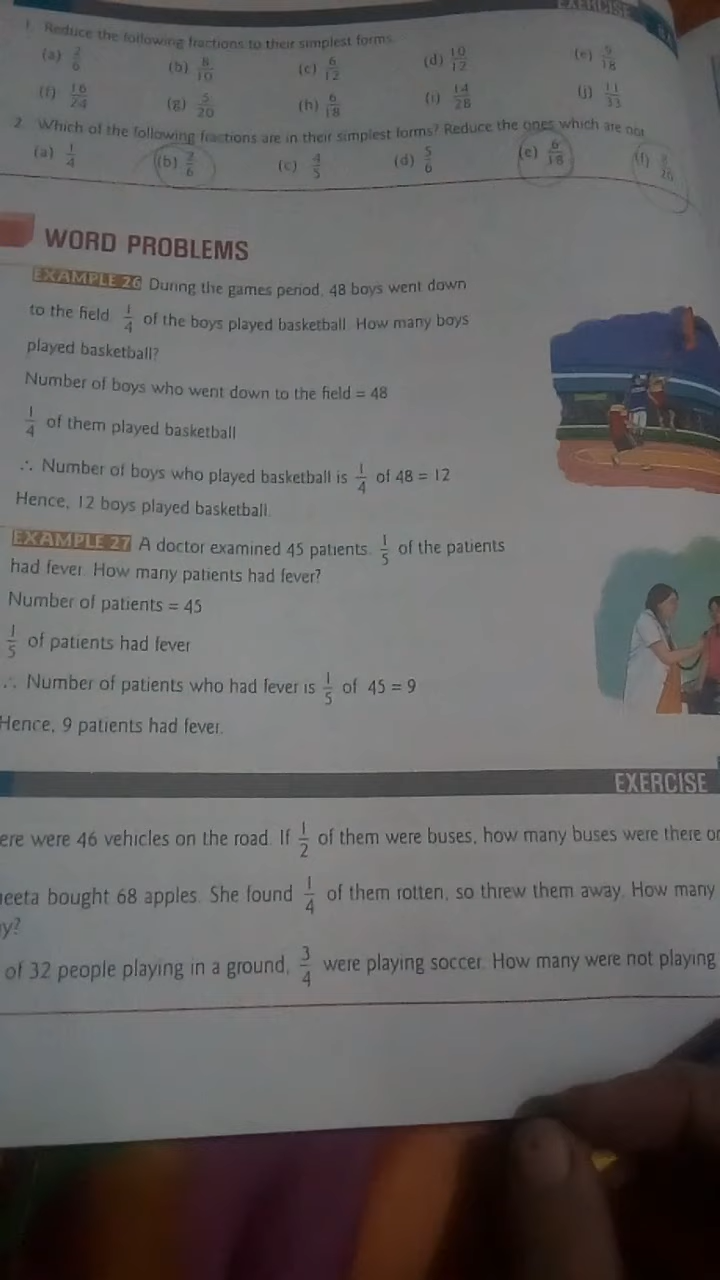 EXERCISE
1. Reduce the following fractions to their simplest forms.
(a) 2/6 (b) 8/10 (c) 6/12 (d) 10/12 (e) 9/18
(f) 16/24 (g) 5/20 (h) 6/18 (i) 14/28 (j) 11/33
2. Which of the following fractions are in their simplest forms? Reduce the ones which are not
(a) 1/4 (b) 2/6 (c) 4/5 (d) 5/6 (e) 6/18 (f)
WORD PROBLEMS
EXAMPLE 26 During the games period, 48 boys went down
to the field. 1/4 of the boys played basketball. How many boys
played basketball?
Number of boys who went down to the field = 48
1/4 of them played basketball
∴ Number of boys who played basketball is 1/4 of 48 = 12
Hence, 12 boys played basketball.
EXAMPLE 27 A doctor examined 45 patients. 1/5 of the patients
had fever. How many patients had fever?
Number of patients = 45
1/5 of patients had fever
∴ Number of patients who had fever is 1/5 of 45 = 9
Hence, 9 patients had fever.
EXERCISE
ere were 46 vehicles on the road. If 1/2 of them were buses, how many buses were there or
neeta bought 68 apples. She found 1/4 of them rotten, so threw them away. How many
y?
of 32 people playing in a ground, 3/4 were playing soccer. How many were not playing